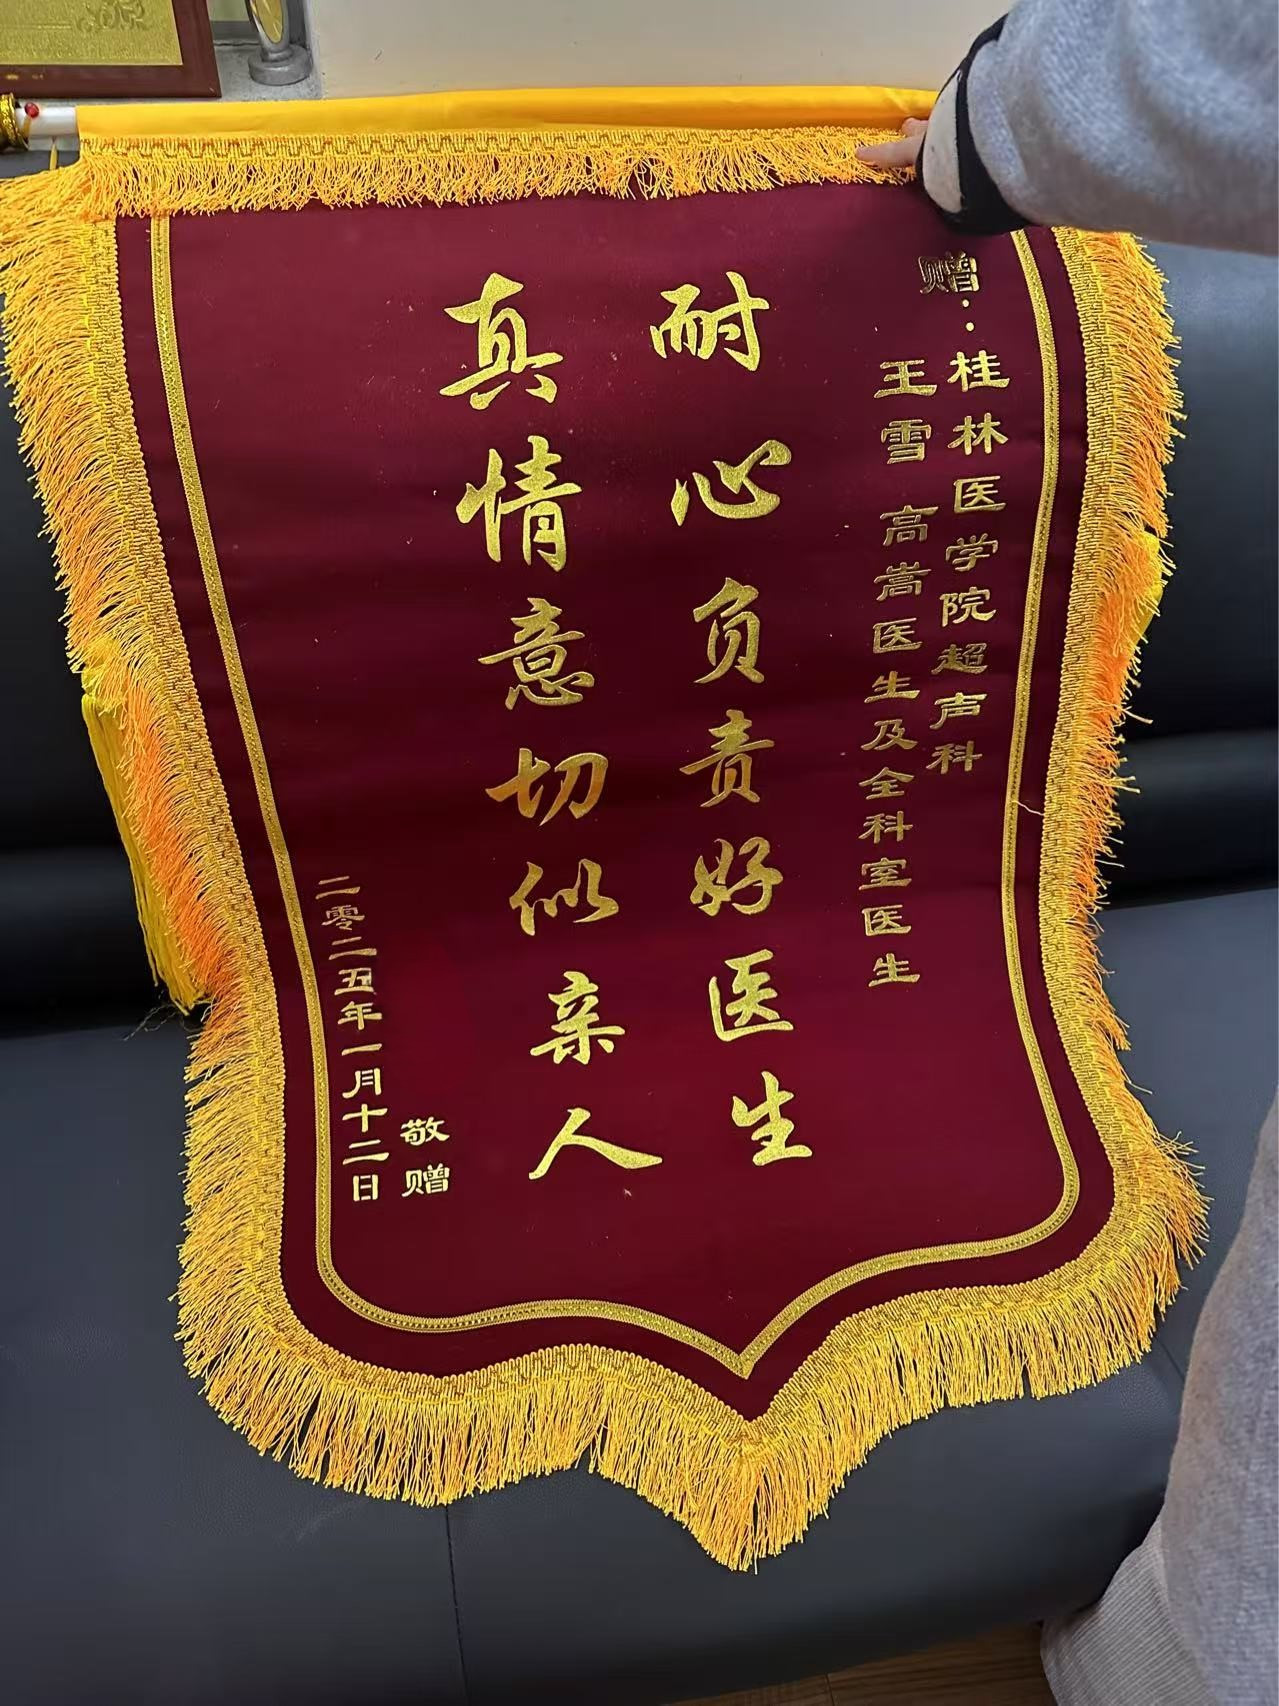 赠：桂林医学院超声科
王雪 高嵩医生及全科室医生
耐心负责好医生
真情意切似亲人
敬赠
二零二五年一月十二日